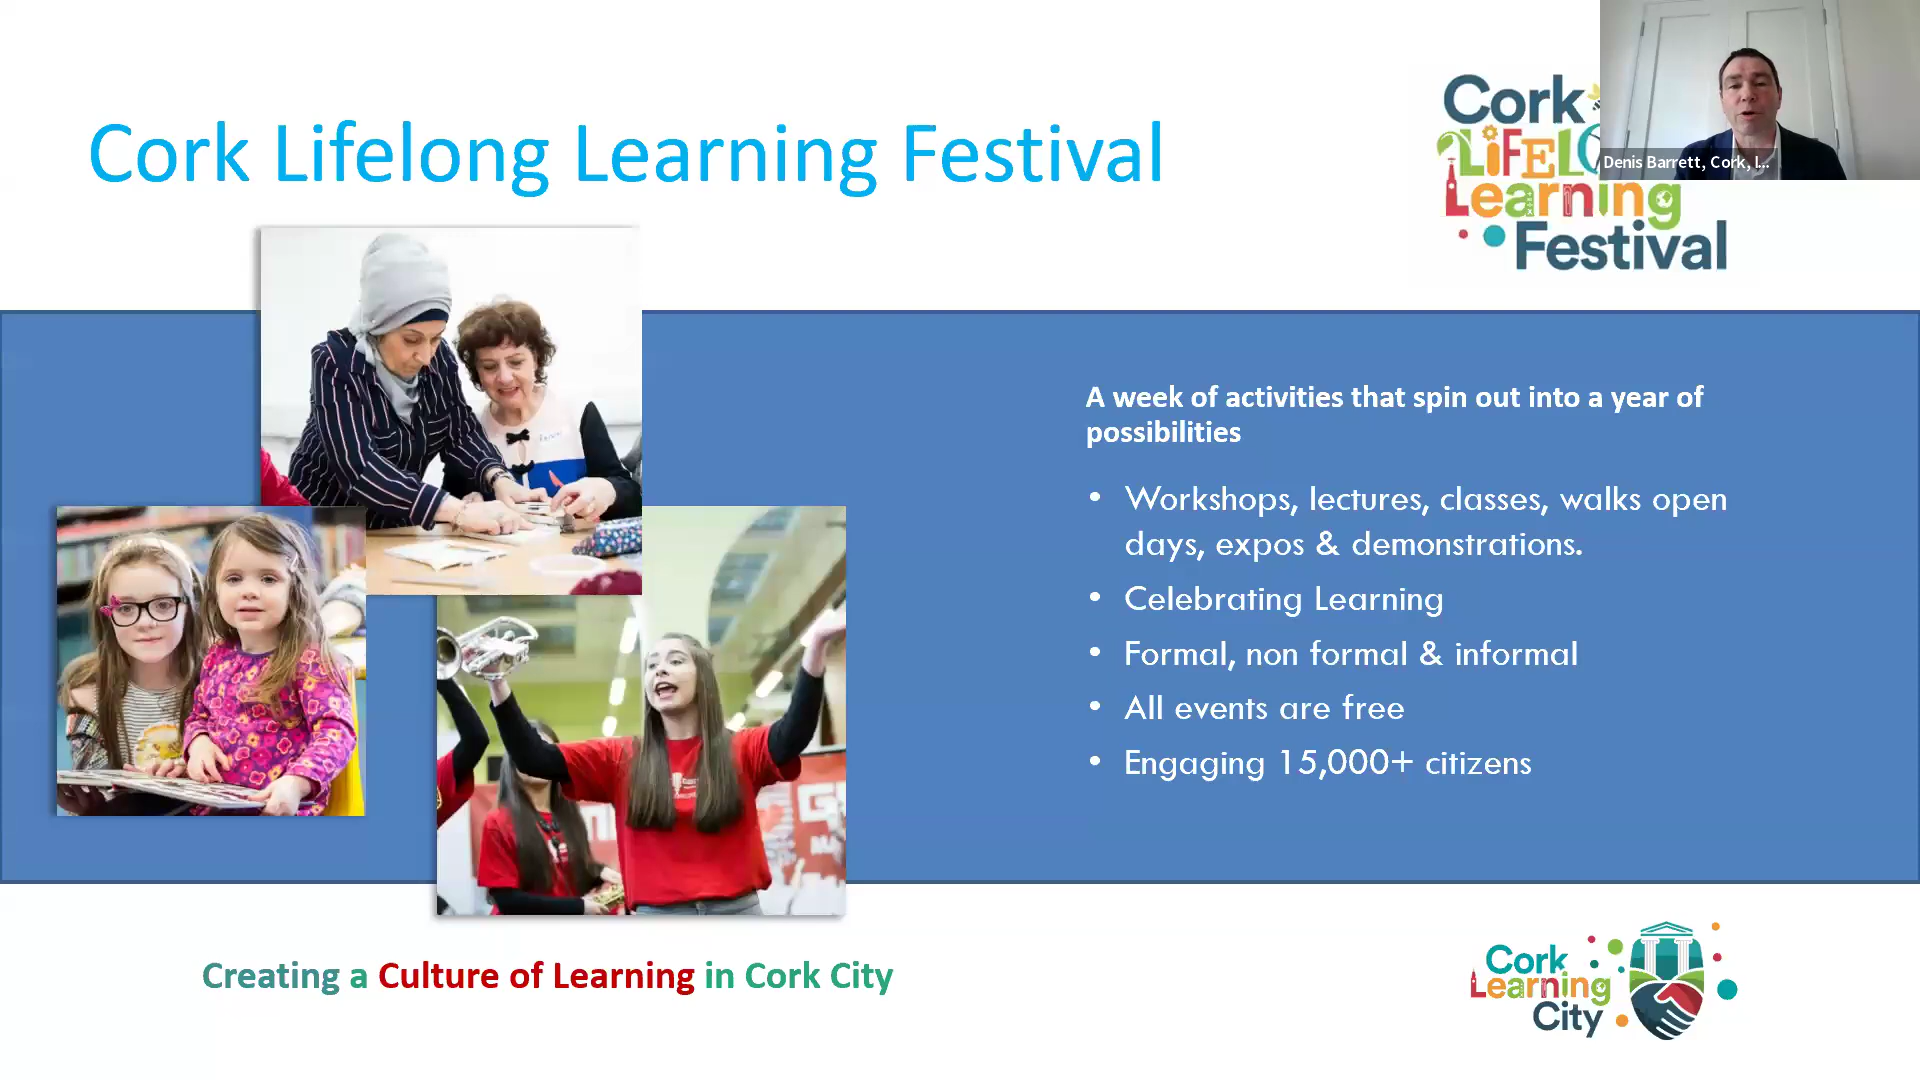 Cork Lifelong Learning Festival
Cork
LiFEL
Learning
Festival
Denis Barrett, Cork, I...
A week of activities that spin out into a year of
possibilities
• Workshops, lectures, classes, walks open
days, expos & demonstrations.
• Celebrating Learning
• Formal, non formal & informal
• All events are free
• Engaging 15,000+ citizens
Creating a Culture of Learning in Cork City
Cork
Learning
City